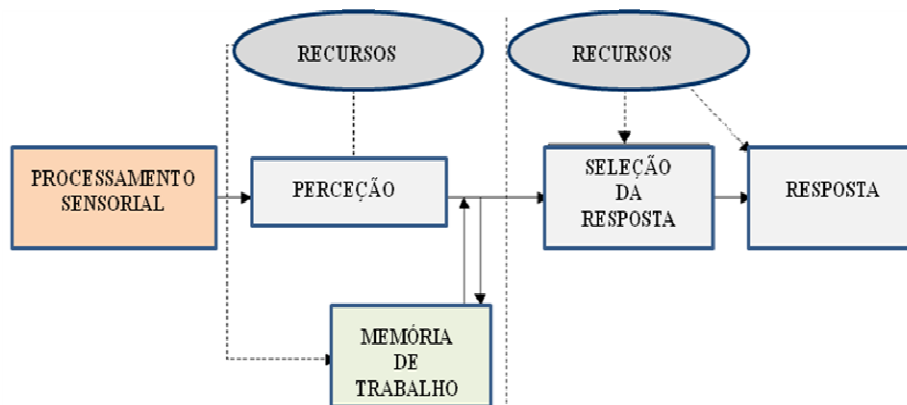 RECURSOS
RECURSOS
PROCESSAMENTO
SENSORIAL
PERCEÇÃO
SELEÇÃO
DA
RESPOSTA
RESPOSTA
MEMÓRIA
DE
TRABALHO